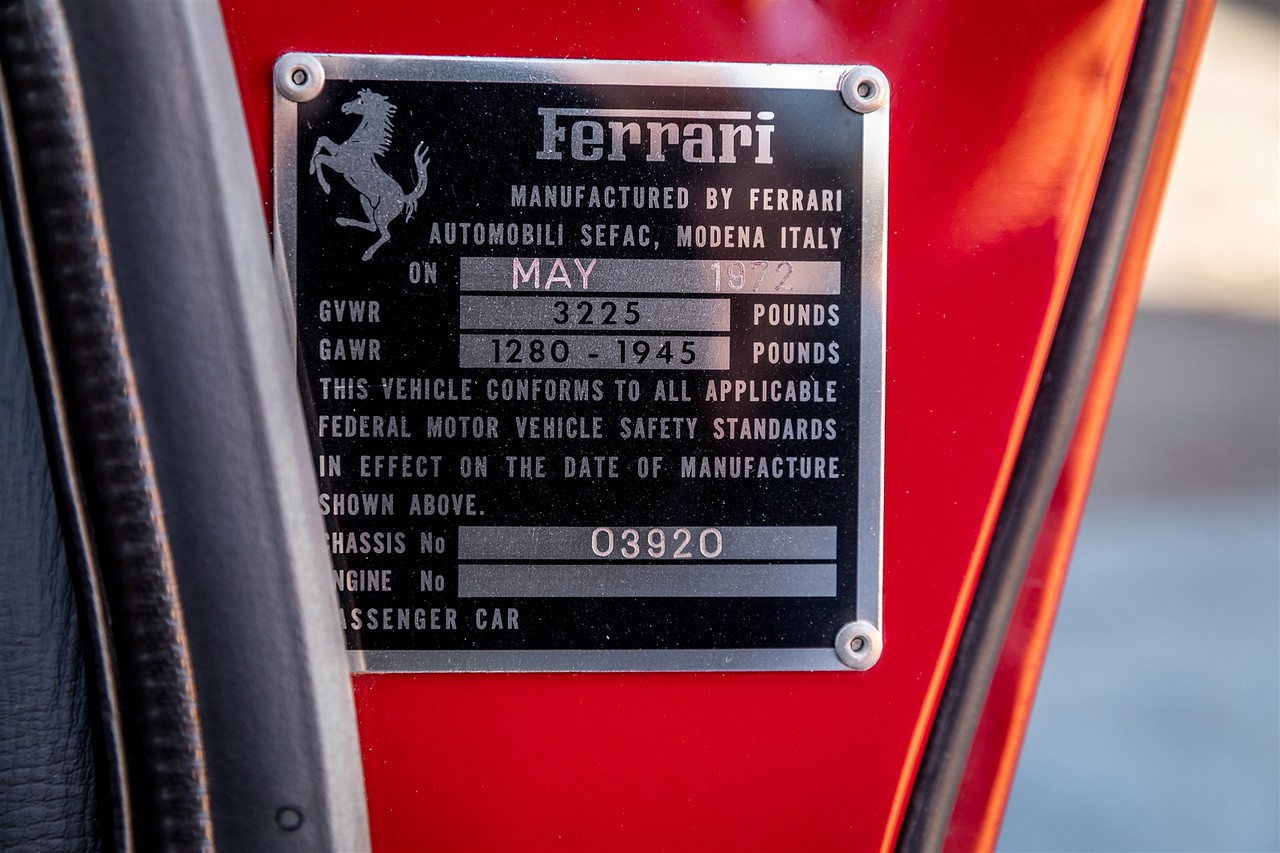 Ferrari
MANUFACTURED BY FERRARI
AUTOMOBILI SEFAC, MODENA ITALY
ON MAY 1972
GVWR 3225 POUNDS
GAWR 1280 - 1945 POUNDS
THIS VEHICLE CONFORMS TO ALL APPLICABLE
FEDERAL MOTOR VEHICLE SAFETY STANDARDS
IN EFFECT ON THE DATE OF MANUFACTURE
SHOWN ABOVE.
CHASSIS No 03920
ENGINE No
PASSENGER CAR